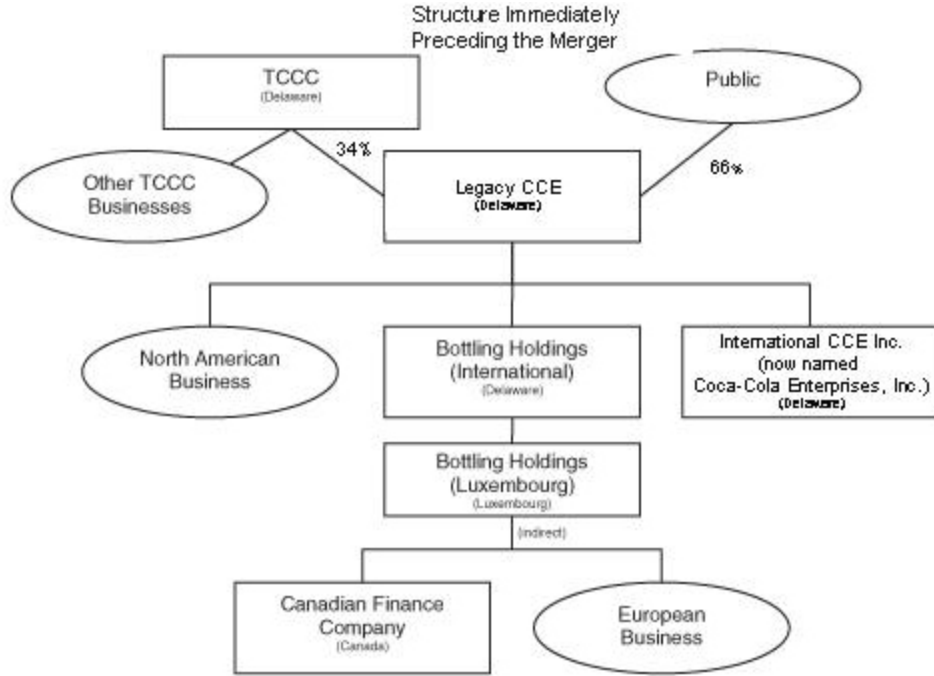 Structure Immediately
Preceding the Merger
TCCC
(Delaware)
Public
34%
66%
Other TCCC
Businesses
Legacy CCE
(Delaware)
North American
Business
Bottling Holdings
(International)
(Delaware)
International CCE Inc.
(now named
Coca-Cola Enterprises, Inc.)
(Delaware)
Bottling Holdings
(Luxembourg)
(Luxembourg)
(indirect)
Canadian Finance
Company
(Canada)
European
Business